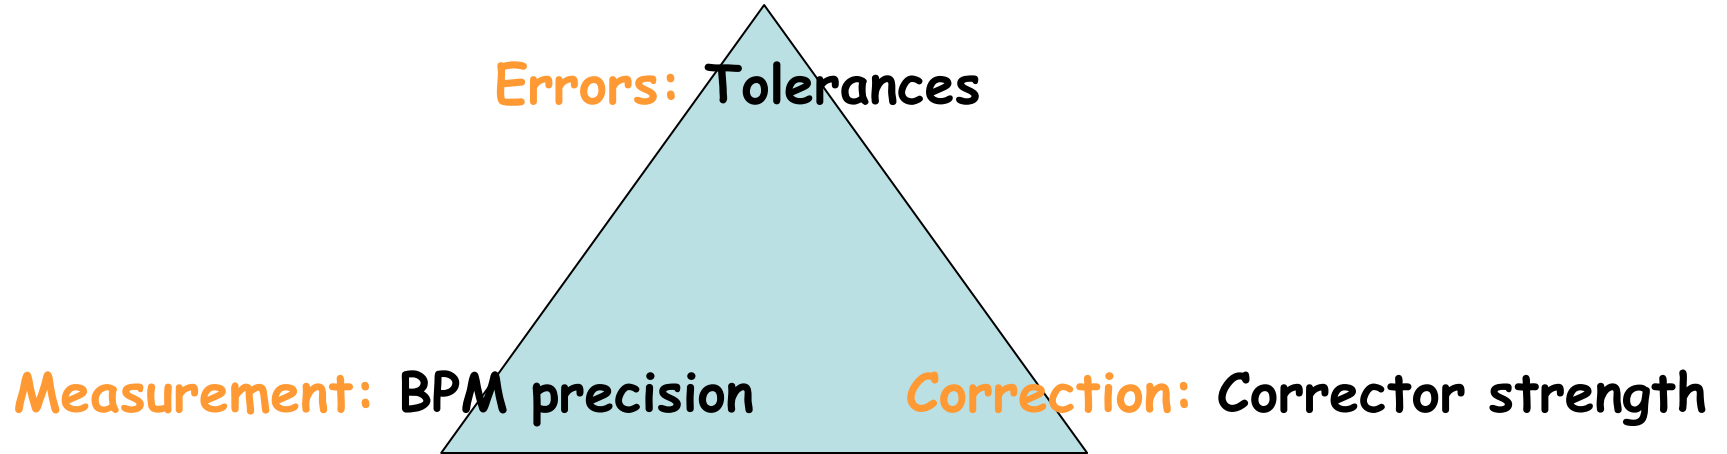 Errors: Tolerances
Measurement: BPM precision
Correction: Corrector strength